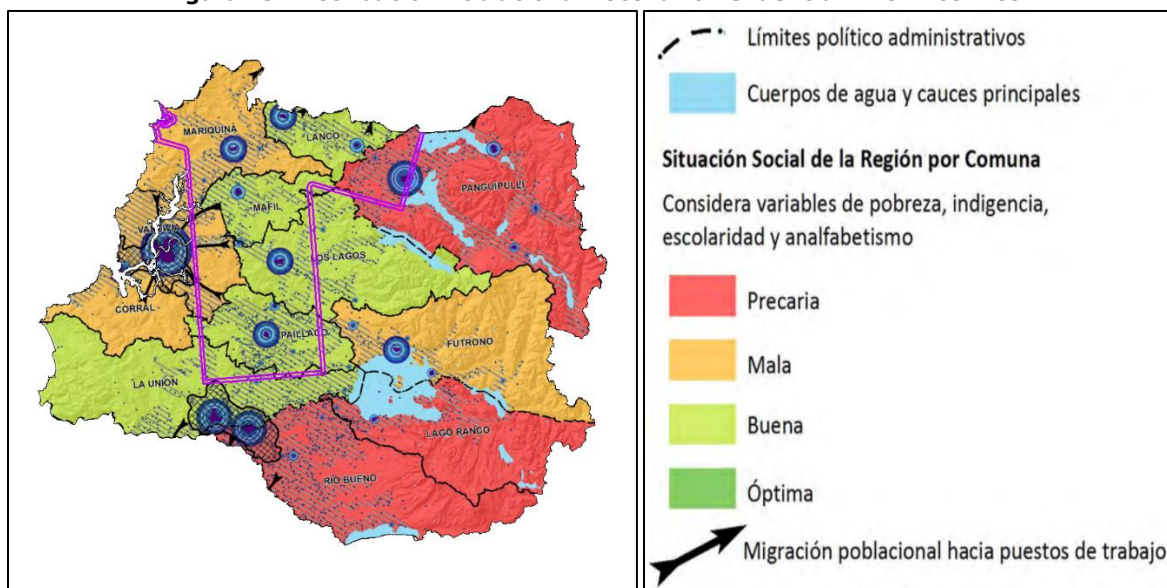 MARIQUINA
LANCO
PANGUIPULLI
MAFIL
LOS LAGOS
CORRAL
PAILLACO
FUTRONO
LA UNION
LAGO RANCO
RÍO BUENO
Límites político administrativos
Cuerpos de agua y cauces principales
Situación Social de la Región por Comuna
Considera variables de pobreza, indigencia,
escolaridad y analfabetismo
Precaria
Mala
Buena
Óptima
Migración poblacional hacia puestos de trabajo